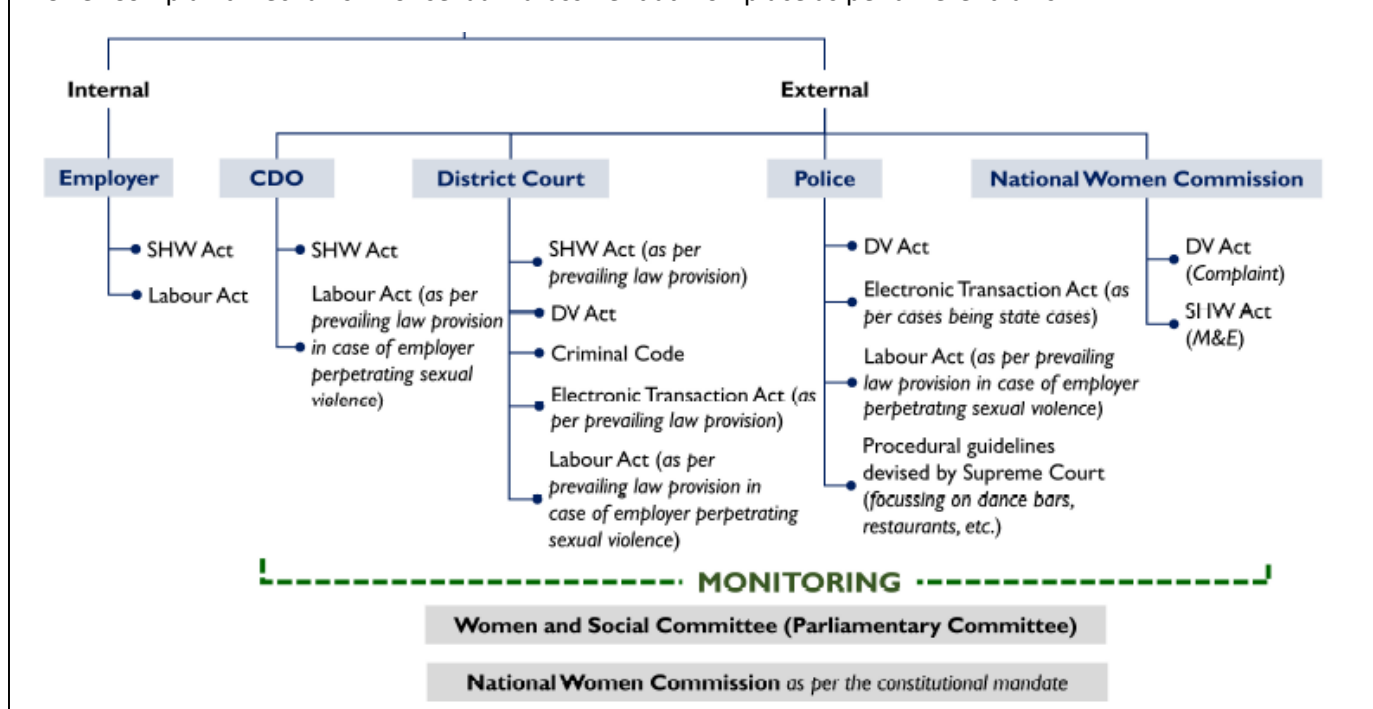 Internal
External
Employer
CDO
District Court
Police
National Women Commission
SHW Act
Labour Act
SHW Act
Labour Act (as per
prevailing law provision
in case of employer
perpetrating sexual
violence)
SHW Act (as per
prevailing law provision)
DV Act
Criminal Code
Electronic Transaction Act (as
per prevailing law provision)
Labour Act (as per
prevailing law provision in
case of employer perpetrating
sexual violence)
DV Act
Electronic Transaction Act (as
per cases being state cases)
Labour Act (as per prevailing
law provision in case of employer
perpetrating sexual violence)
Procedural guidelines
devised by Supreme Court
(focussing on dance bars,
restaurants, etc.)
DV Act
(Complaint)
SHW Act
(M&E)
MONITORING
Women and Social Committee (Parliamentary Committee)
National Women Commission as per the constitutional mandate